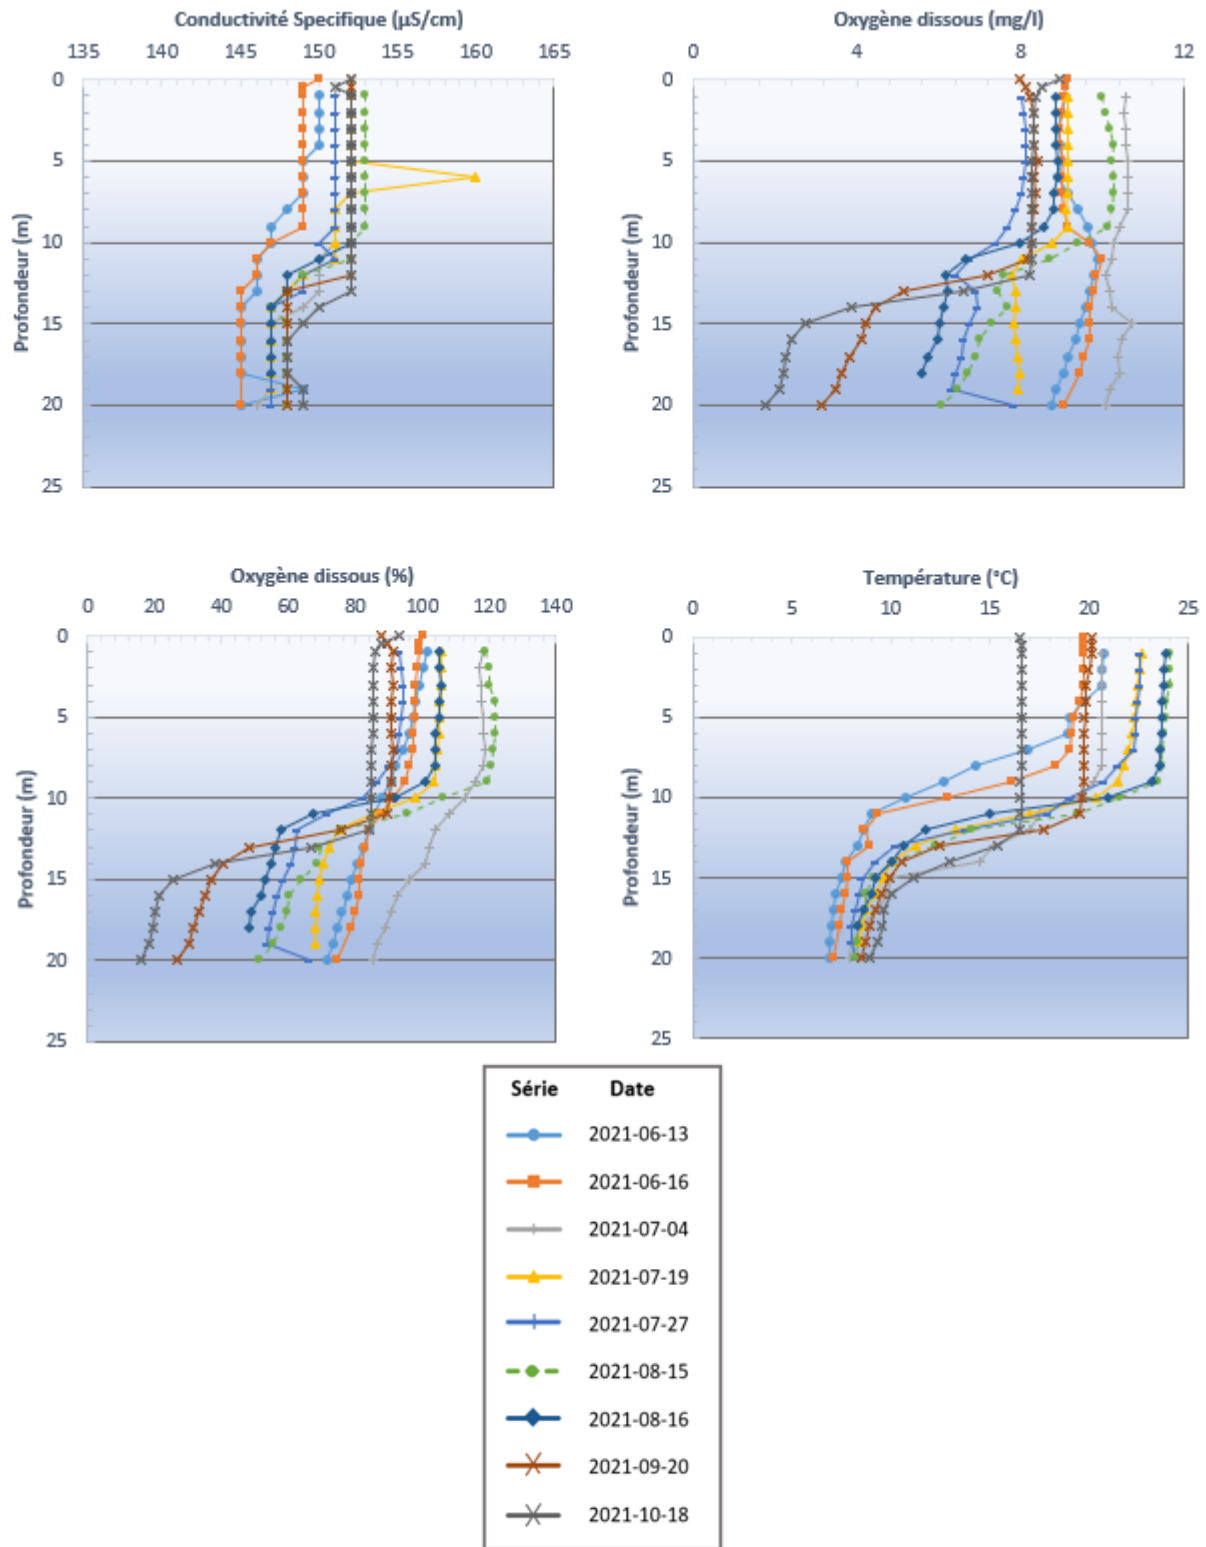 Conductivité Specifique (µS/cm)
135 140 145 150 155 160 165
0
5
10
15
20
25
Profondeur (m)
Oxygène dissous (mg/l)
0 4 8 12
0
5
10
15
20
25
Profondeur (m)
Oxygène dissous (%)
0 20 40 60 80 100 120 140
0
5
10
15
20
25
Profondeur (m)
Température (°C)
0 5 10 15 20 25
0
5
10
15
20
25
Profondeur (m)
Série Date
2021-06-13
2021-06-16
2021-07-04
2021-07-19
2021-07-27
2021-08-15
2021-08-16
2021-09-20
2021-10-18